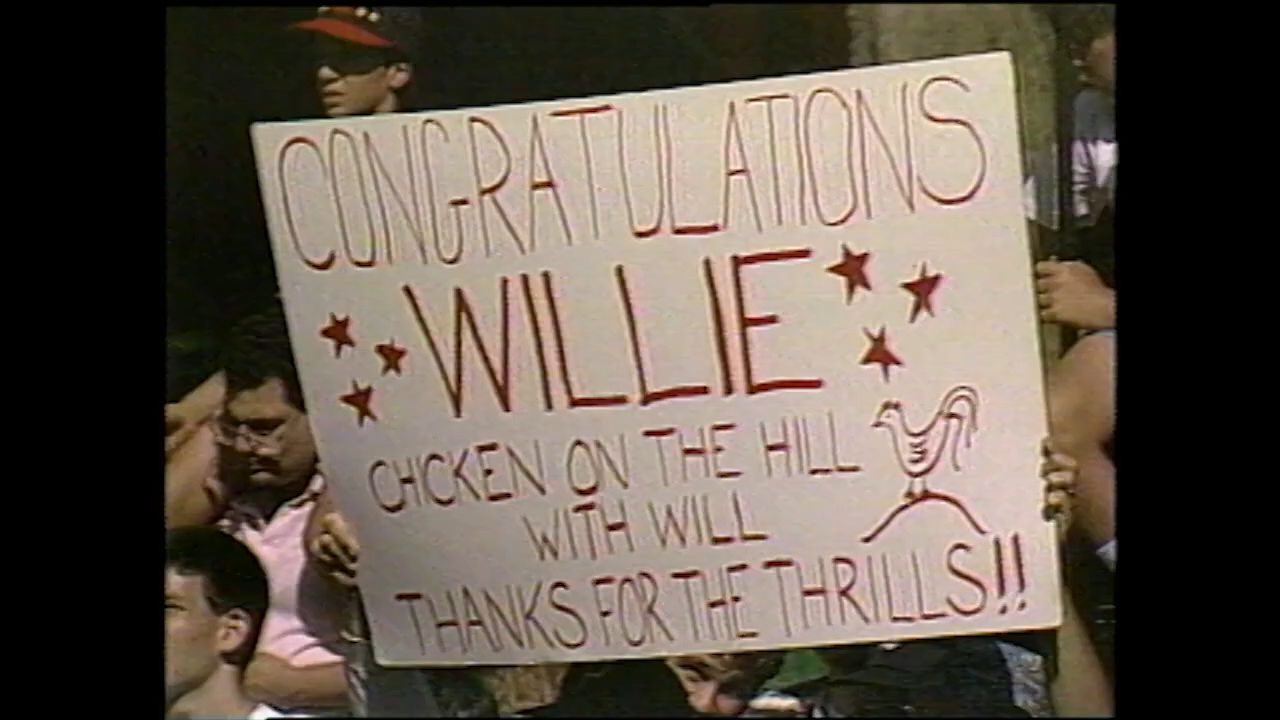 CONGRATULATIONS
WILLIE
CHICKEN ON THE HILL
WITH WILL
THANKS FOR THE THRILLS!!